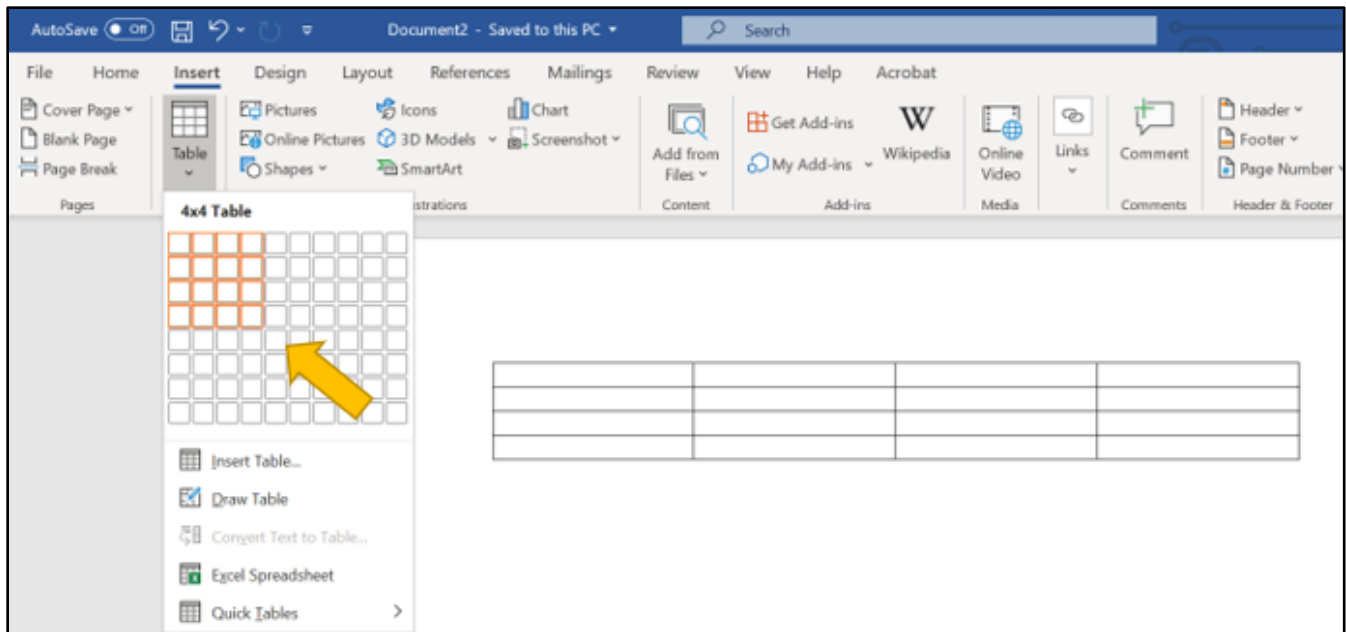 AutoSave Off Document2 - Saved to this PC Search
File Home Insert Design Layout References Mailings Review View Help Acrobat
Cover Page
Blank Page
Page Break
Pages
Table
Pictures
Online Pictures
Shapes
Icons
3D Models
SmartArt
Chart
Screenshot
strations
Add from
Files
Content
Get Add-ins
My Add-ins
W
Wikipedia
Add-ins
Online
Video
Media
Links
Comment
Comments
Header
Footer
Page Number
Header & Footer
4x4 Table
Insert Table...
Draw Table
Convert Text to Table...
Excel Spreadsheet
Quick Tables